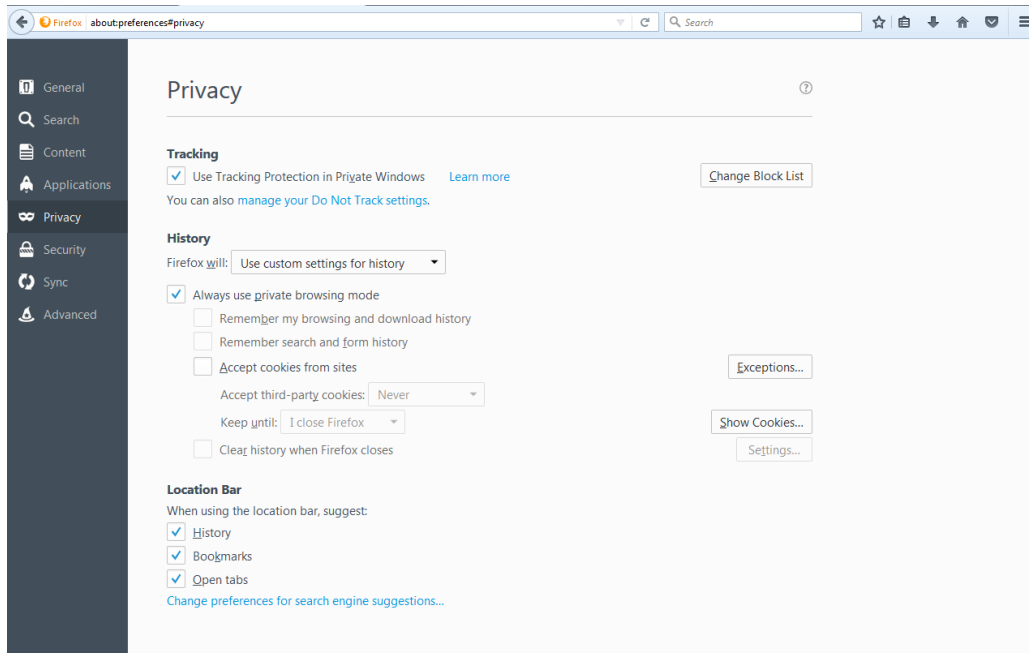 Firefox about:preferences#privacy Search
General
Search
Content
Applications
Privacy
Security
Sync
Advanced
Privacy
Tracking
Use Tracking Protection in Private Windows Learn more Change Block List
You can also manage your Do Not Track settings.
History
Firefox will: Use custom settings for history
Always use private browsing mode
Remember my browsing and download history
Remember search and form history
Accept cookies from sites Exceptions...
Accept third-party cookies: Never
Keep until: I close Firefox Show Cookies...
Clear history when Firefox closes Settings...
Location Bar
When using the location bar, suggest:
History
Bookmarks
Open tabs
Change preferences for search engine suggestions...